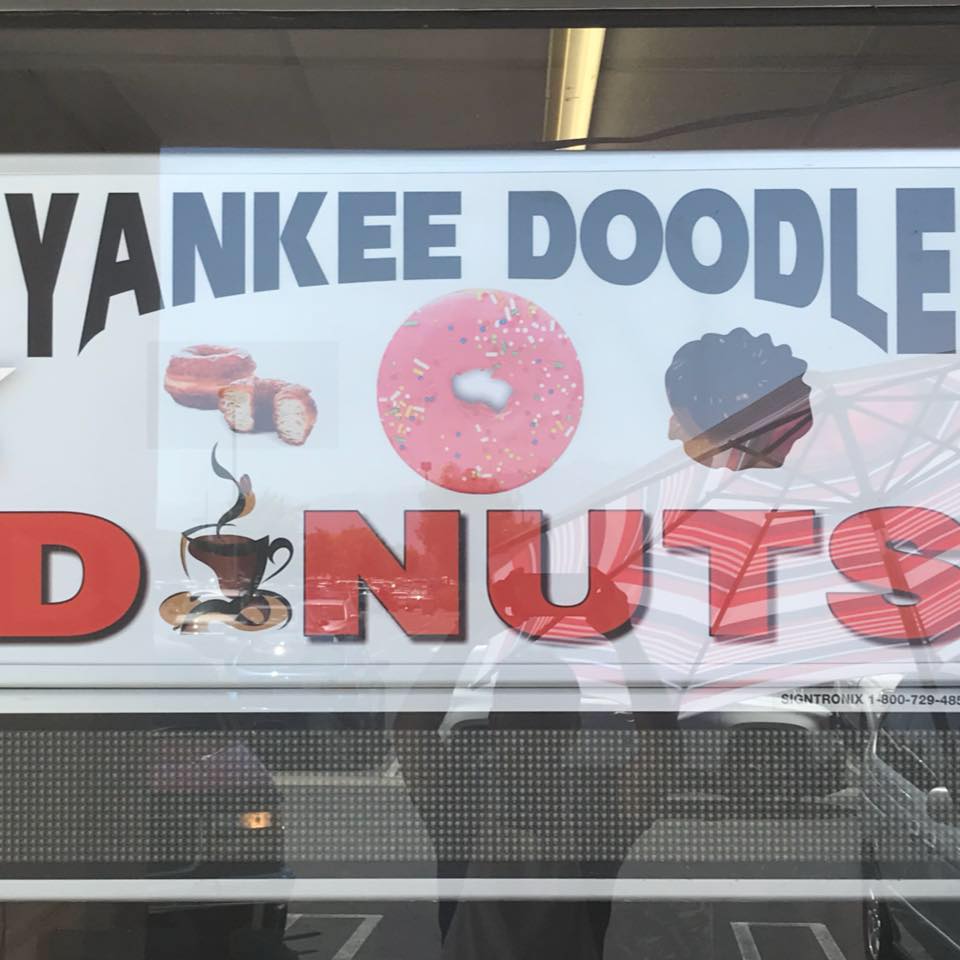 YANKEE DOODLE
DONUTS
SIGNTRONIX 1-800-729-485